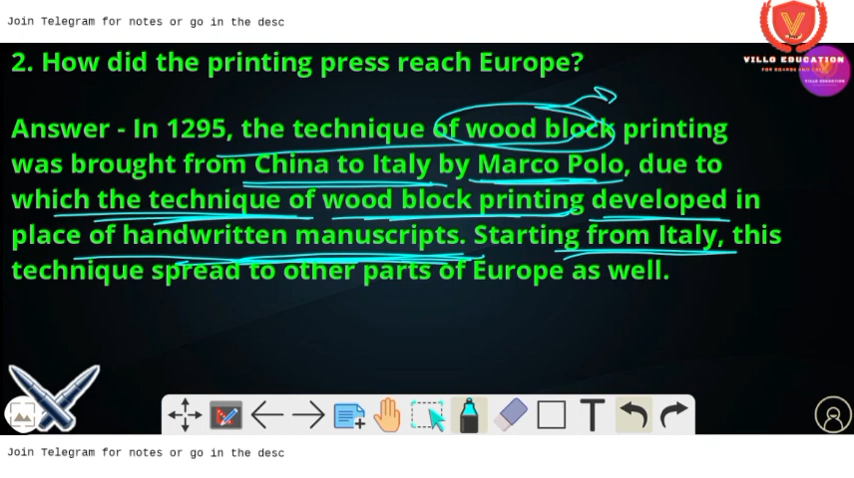 Join Telegram for notes or go in the desc
VILLO EDUCATION
2. How did the printing press reach Europe?
Answer - In 1295, the technique of wood block printing
was brought from China to Italy by Marco Polo, due to
which the technique of wood block printing developed in
place of handwritten manuscripts. Starting from Italy, this
technique spread to other parts of Europe as well.
Join Telegram for notes or go in the desc